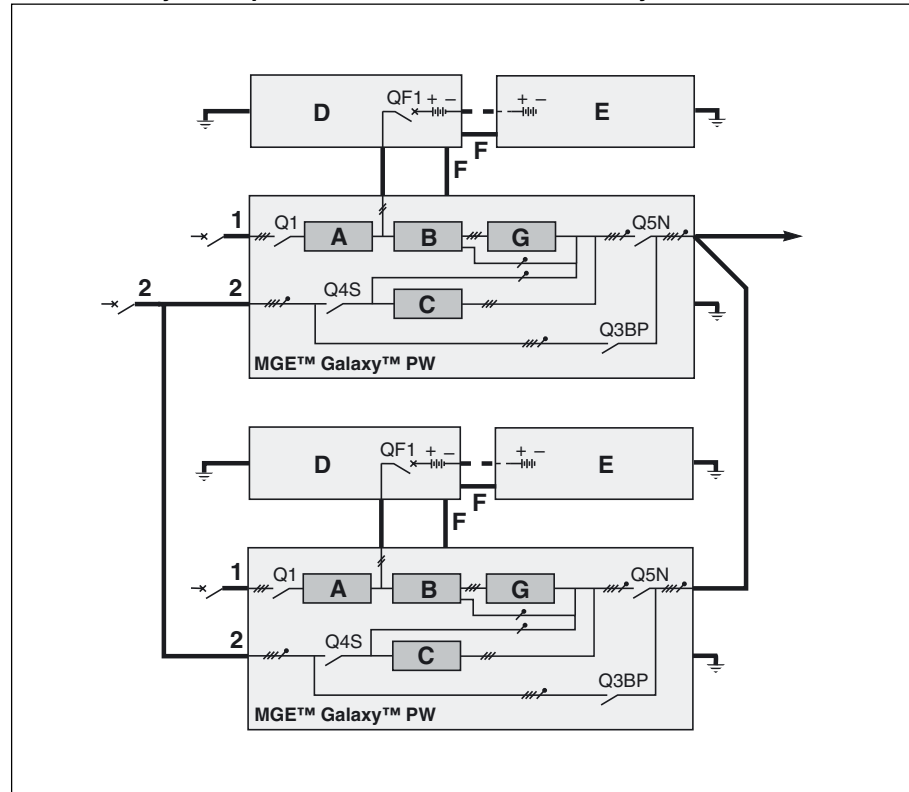 D QF1 + − + − E
F
F
1 Q1 A B G Q5N
2 2 Q4S C
Q3BP
MGE™ Galaxy™ PW
D QF1 + − + − E
F
F
1 Q1 A B G Q5N
2 Q4S C
Q3BP
MGE™ Galaxy™ PW